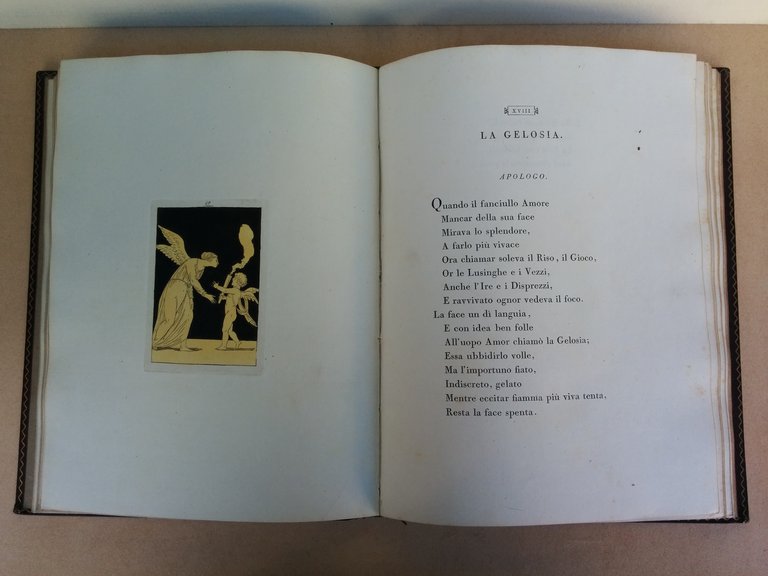 XVIII
LA GELOSIA.
APOLOGO.
Quando il fanciullo Amore
Mancar della sua face
Mirava lo splendore,
A farlo più vivace
Ora chiamar soleva il Riso, il Gioco,
Or le Lusinghe e i Vezzi,
Anche l'Ire e i Disprezzi,
E ravvivato ognor vedeva il foco.
La face un dì languia,
E con idea ben folle
All'uopo Amor chiamò la Gelosia;
Essa ubbidirlo volle,
Ma l'importuno fiato,
Indiscreto, gelato
Mentre eccitar fiamma più viva tenta,
Resta la face spenta.